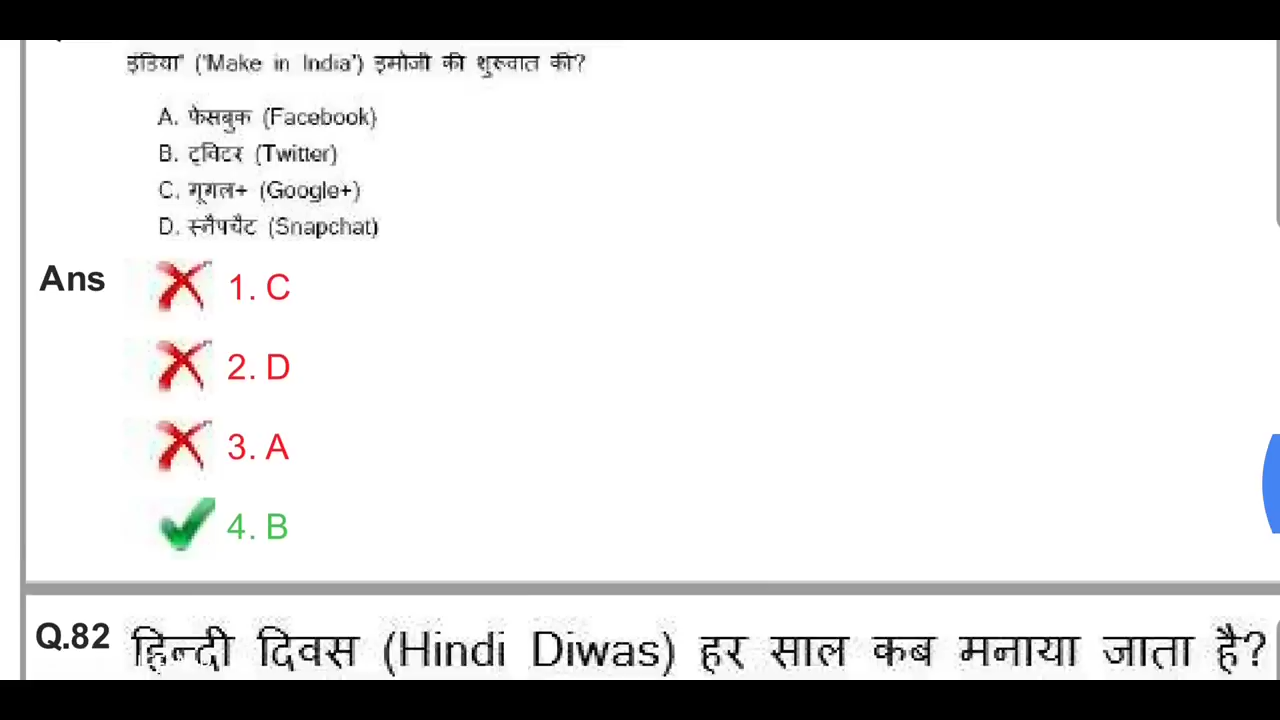 इंडिया' ('Make in India') इमोजी की शुरूवात की?
A. फेसबुक (Facebook)
B. ट्विटर (Twitter)
C. गूगल+ (Google+)
D. स्नैपचैट (Snapchat)
Ans
1. C
2. D
3. A
4. B
Q.82 हिन्दी दिवस (Hindi Diwas) हर साल कब मनाया जाता है?